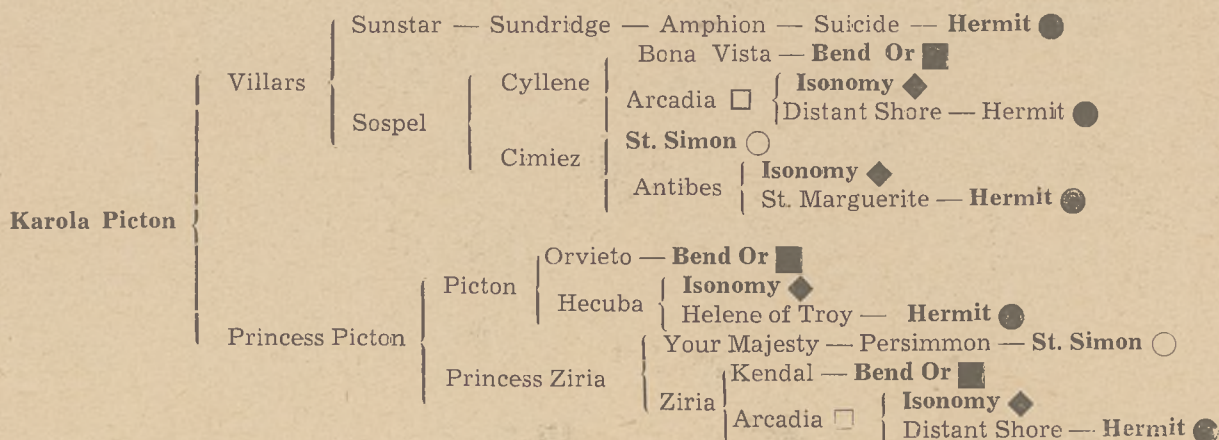 Sunstar — Sundridge — Amphion — Suicide — Hermit ●
Bona Vista — Bend Or ■
Villars
Cyllene
Isonomy ◆
Arcadia □
Distant Shore — Hermit ●
Sospel
St. Simon ○
Cimiez
Isonomy ◆
Antibes
St. Marguerite — Hermit ●
Karola Picton
Orvieto — Bend Or ■
Picton
Isonomy ◆
Hecuba
Helene of Troy — Hermit ●
Princess Picton
Your Majesty — Persimmon — St. Simon ○
Princess Ziria
Kendal — Bend Or ■
Ziria
Isonomy ◆
Arcadia □
Distant Shore — Hermit ●